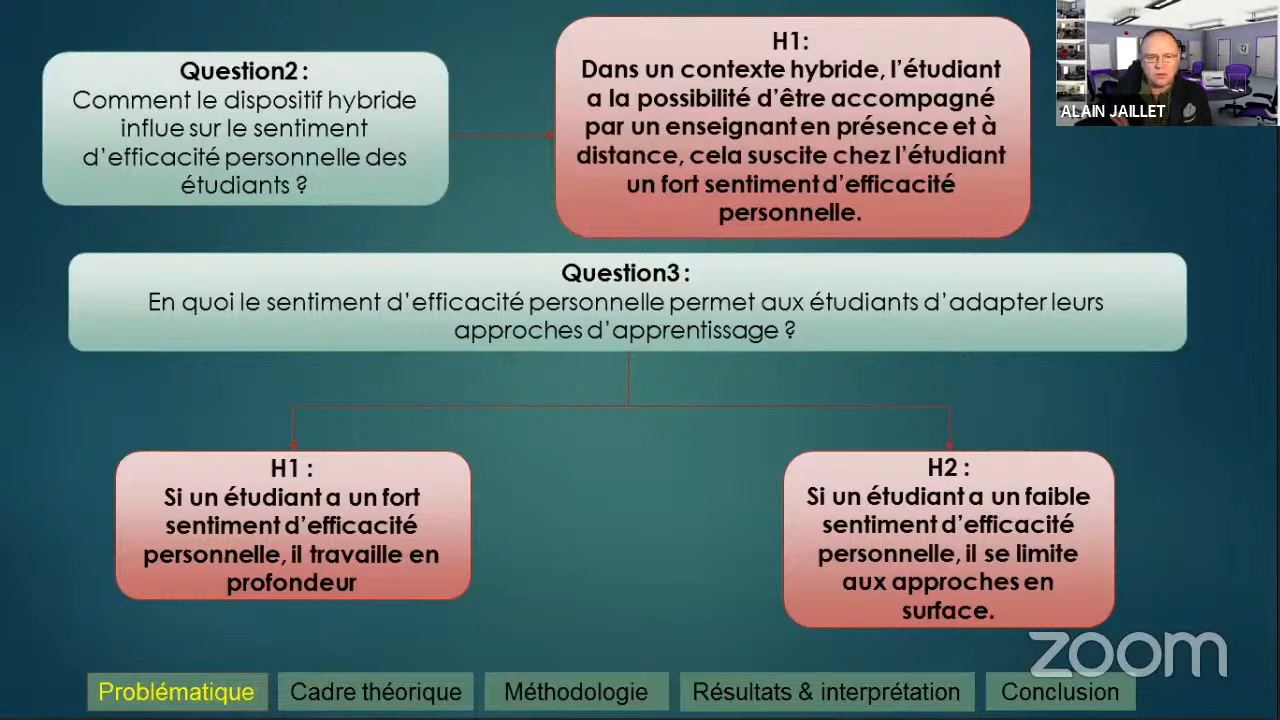 Question2 :
Comment le dispositif hybride
influe sur le sentiment
d'efficacité personnelle des
étudiants ?
H1:
Dans un contexte hybride, l'étudiant
a la possibilité d'être accompagné
par un enseignant en présence et à
distance, cela suscite chez l'étudiant
un fort sentiment d'efficacité
personnelle.
ALAIN JAILLET
Question3 :
En quoi le sentiment d'efficacité personnelle permet aux étudiants d'adapter leurs
approches d'apprentissage ?
H1 :
Si un étudiant a un fort
sentiment d'efficacité
personnelle, il travaille en
profondeur
H2 :
Si un étudiant a un faible
sentiment d'efficacité
personnelle, il se limite
aux approches en
surface.
zoom
Problématique
Cadre théorique
Méthodologie
Résultats & interprétation
Conclusion